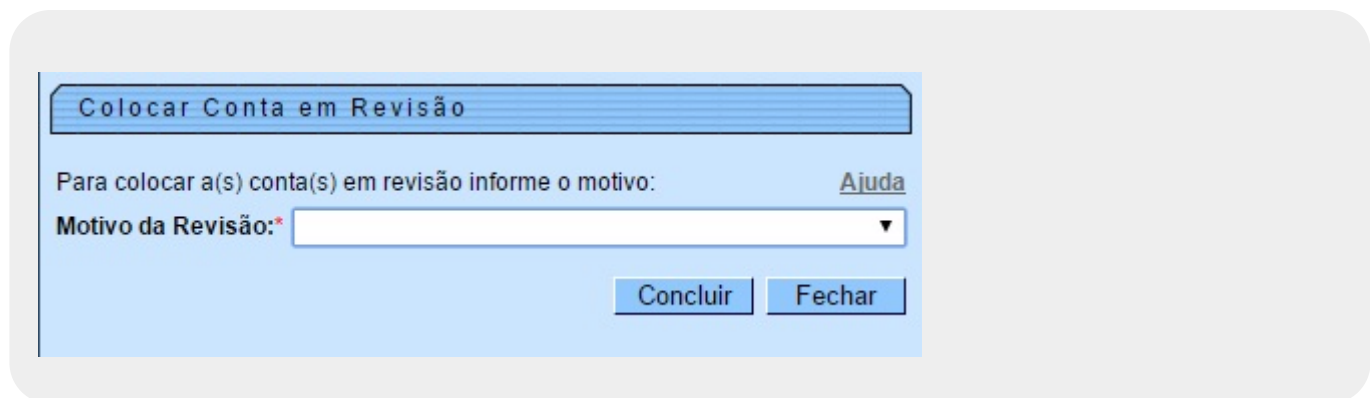 Colocar Conta em Revisão
Para colocar a(s) conta(s) em revisão informe o motivo: Ajuda
Motivo da Revisão:*
Concluir Fechar